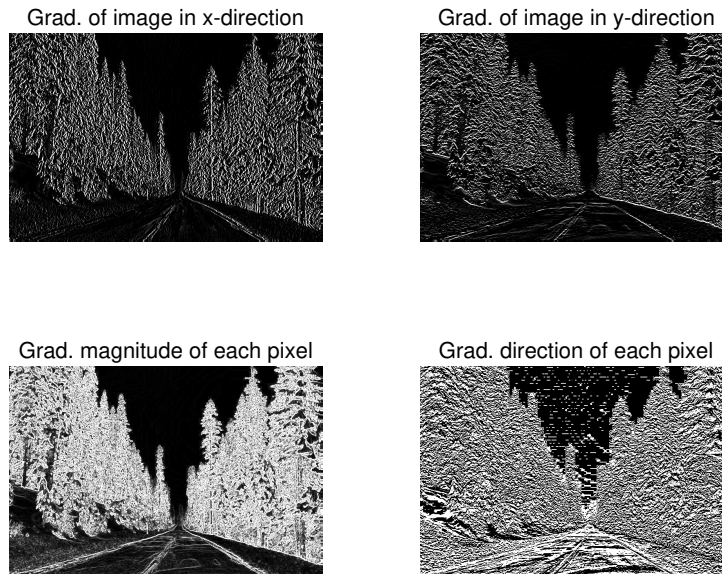 Grad. of image in x-direction
Grad. of image in y-direction
Grad. magnitude of each pixel
Grad. direction of each pixel